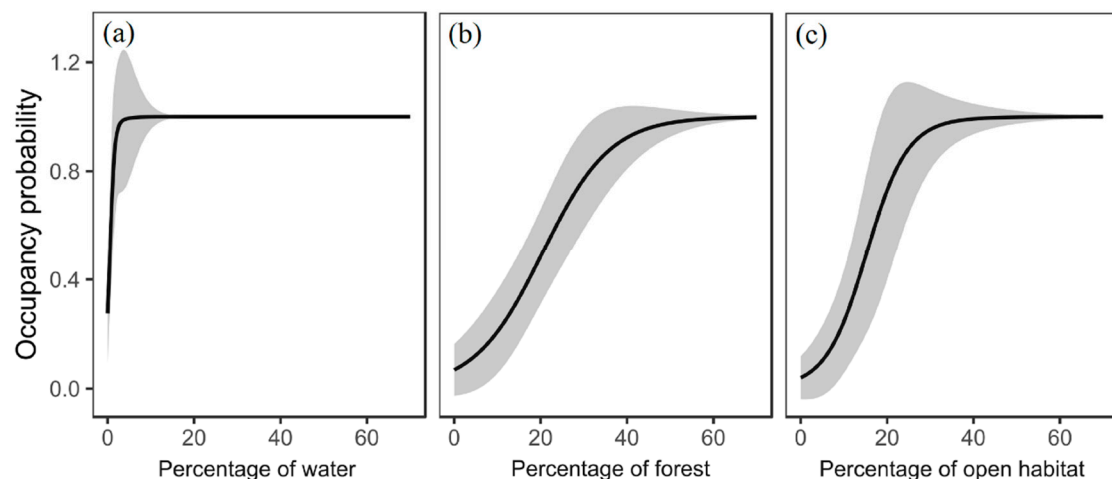 (a) (b) (c)
1.2
0.8
0.4
0.0
Occupancy probability
0 20 40 60 0 20 40 60 0 20 40 60
Percentage of water Percentage of forest Percentage of open habitat